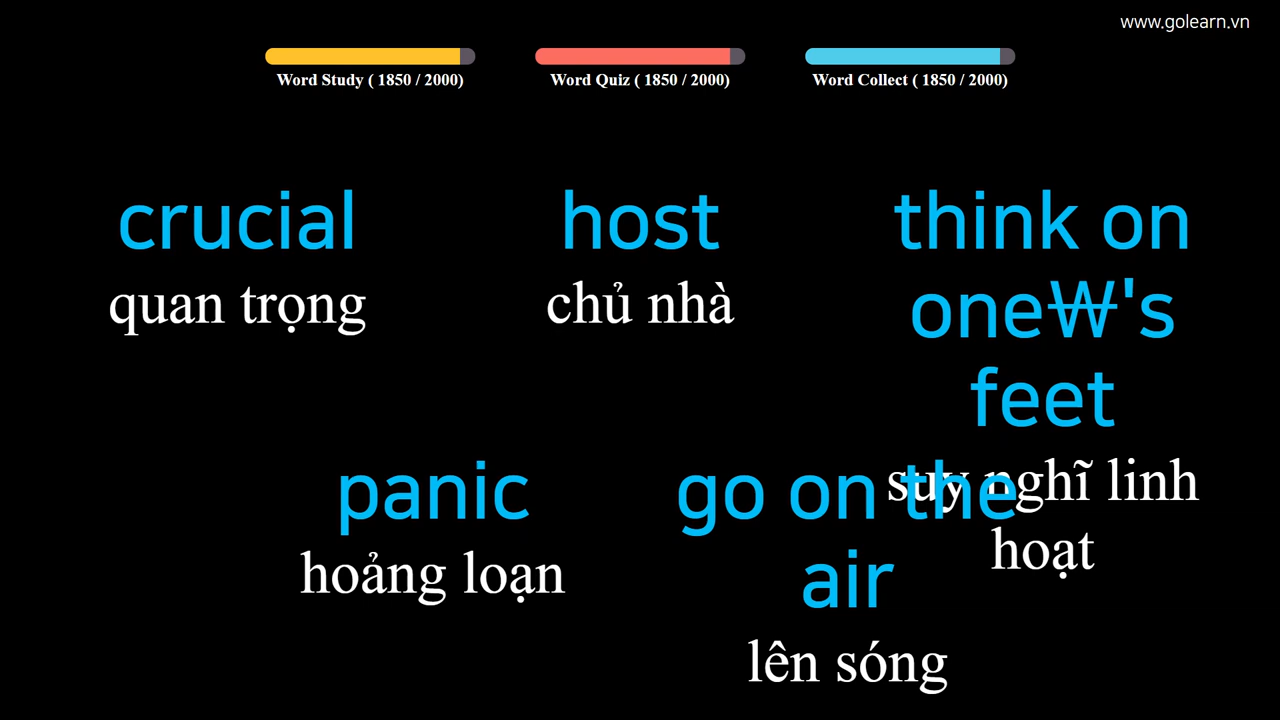 www.golearn.vn
Word Study ( 1850 / 2000)
Word Quiz ( 1850 / 2000)
Word Collect ( 1850 / 2000)
crucial
quan trọng
host
chủ nhà
think on
one₩'s
feet
suy nghĩ linh
hoạt
panic
hoảng loạn
go on the
air
lên sóng